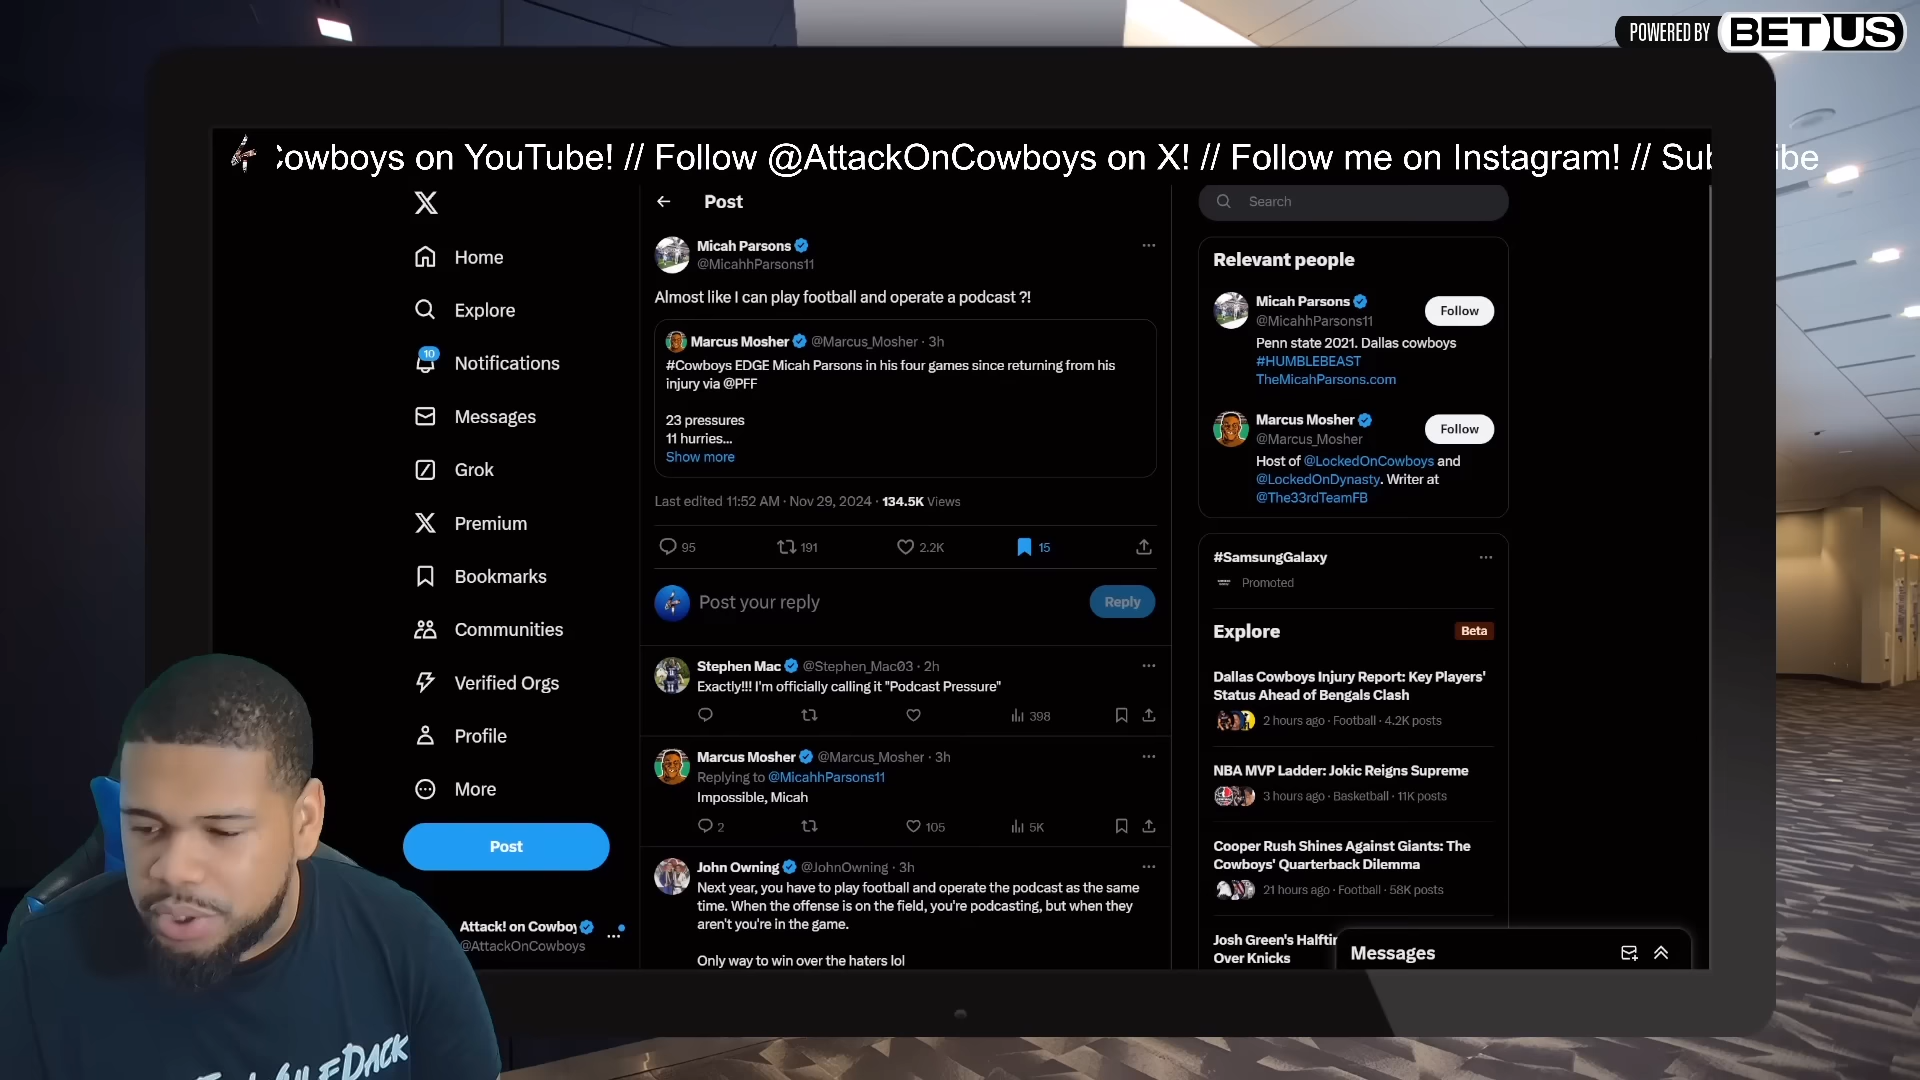 POWERED BY BETUS
Cowboys on YouTube! // Follow @AttackOnCowboys on X! // Follow me on Instagram! //
Home
Explore
10
Notifications
Messages
Grok
Premium
Bookmarks
Communities
Verified Orgs
Profile
More
Post
Attack! on Cowboy
@AttackOnCowboys
Post
Micah Parsons
@MicahhParsons11
Almost like I can play football and operate a podcast ?!
Marcus Mosher @Marcus_Mosher · 3h
#Cowboys EDGE Micah Parsons in his four games since returning from his
injury via @PFF
23 pressures
11 hurries...
Show more
Last edited 11:52 AM · Nov 29, 2024 · 134.5K Views
95 191 2.2K 15
Post your reply
Reply
Stephen Mac @Stephen_Mac03 · 2h
Exactly!!! I'm officially calling it "Podcast Pressure"
398
Marcus Mosher @Marcus_Mosher · 3h
Replying to @MicahhParsons11
Impossible, Micah
2 105 5K
John Owning @JohnOwning · 3h
Next year, you have to play football and operate the podcast as the same
time. When the offense is on the field, you're podcasting, but when they
aren't you're in the game.
Only way to win over the haters lol
Search
Relevant people
Micah Parsons
@MicahhParsons11
Follow
Penn state 2021. Dallas cowboys
#HUMBLEBEAST
TheMicahParsons.com
Marcus Mosher
@Marcus_Mosher
Follow
Host of @LockedOnCowboys and
@LockedOnDynasty. Writer at
@The33rdTeamFB
#SamsungGalaxy
Promoted
Explore
Beta
Dallas Cowboys Injury Report: Key Players'
Status Ahead of Bengals Clash
2 hours ago · Football · 4.2K posts
NBA MVP Ladder: Jokic Reigns Supreme
3 hours ago · Basketball · 11K posts
Cooper Rush Shines Against Giants: The
Cowboys' Quarterback Dilemma
21 hours ago · Football · 58K posts
Josh Green's
Over Knicks
Messages